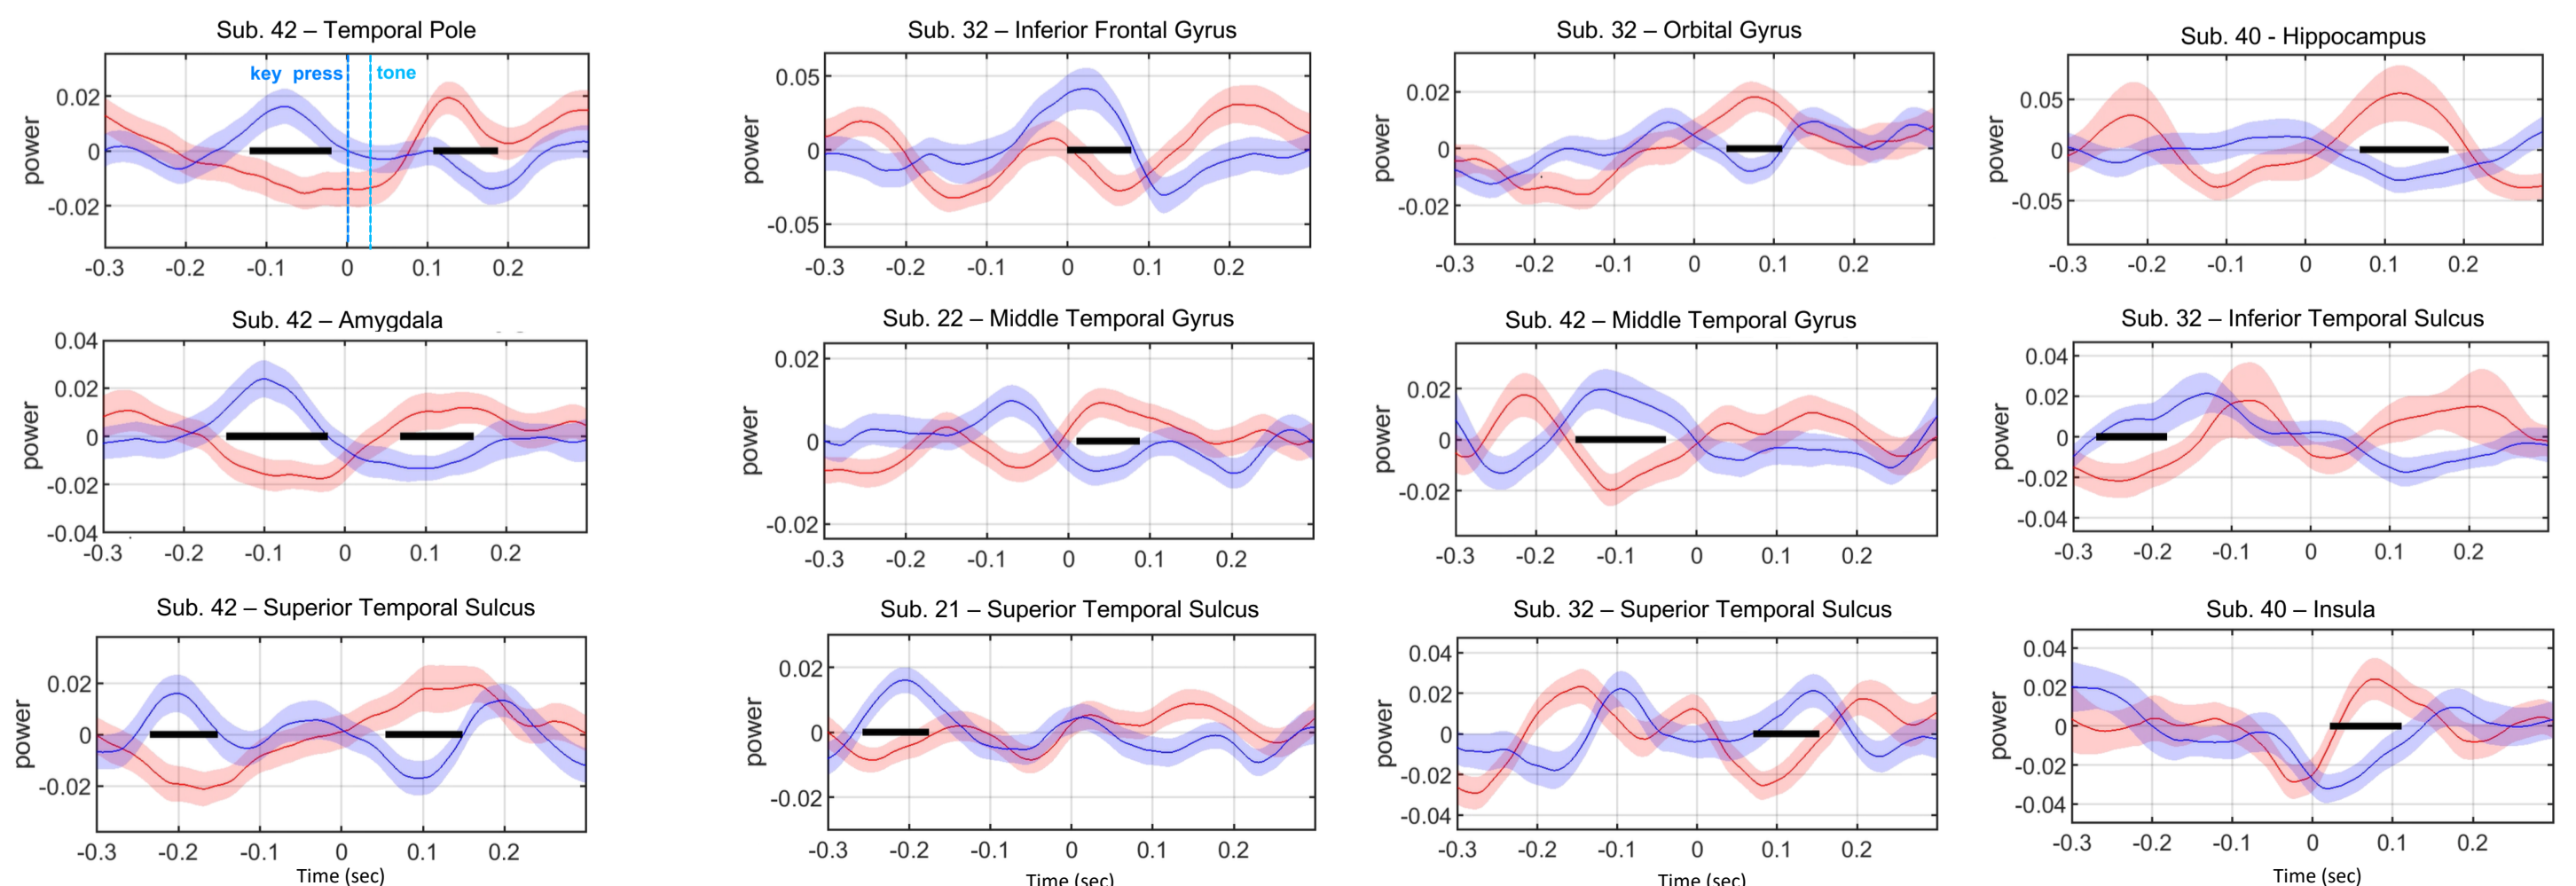 Sub. 42 – Temporal Pole
key press
tone
power
0.02
0
-0.02
-0.3 -0.2 -0.1 0 0.1 0.2
Sub. 32 – Inferior Frontal Gyrus
power
0.05
0
-0.05
-0.3 -0.2 -0.1 0 0.1 0.2
Sub. 32 – Orbital Gyrus
power
0.02
0
-0.02
-0.3 -0.2 -0.1 0 0.1 0.2
Sub. 40 - Hippocampus
power
0.05
0
-0.05
-0.3 -0.2 -0.1 0 0.1 0.2
Sub. 42 – Amygdala
power
0.04
0.02
0
-0.02
-0.04
-0.3 -0.2 -0.1 0 0.1 0.2
Sub. 22 – Middle Temporal Gyrus
power
0.02
0
-0.02
-0.3 -0.2 -0.1 0 0.1 0.2
Sub. 42 – Middle Temporal Gyrus
power
0.02
0
-0.02
-0.3 -0.2 -0.1 0 0.1 0.2
Sub. 32 – Inferior Temporal Sulcus
power
0.04
0.02
0
-0.02
-0.04
-0.3 -0.2 -0.1 0 0.1 0.2
Sub. 42 – Superior Temporal Sulcus
power
0.02
0
-0.02
-0.3 -0.2 -0.1 0 0.1 0.2
Time (sec)
Sub. 21 – Superior Temporal Sulcus
power
0.02
0
-0.02
-0.3 -0.2 -0.1 0 0.1 0.2
Time (sec)
Sub. 32 – Superior Temporal Sulcus
power
0.04
0.02
0
-0.02
-0.04
-0.3 -0.2 -0.1 0 0.1 0.2
Time (sec)
Sub. 40 – Insula
power
0.04
0.02
0
-0.02
-0.04
-0.3 -0.2 -0.1 0 0.1 0.2
Time (sec)